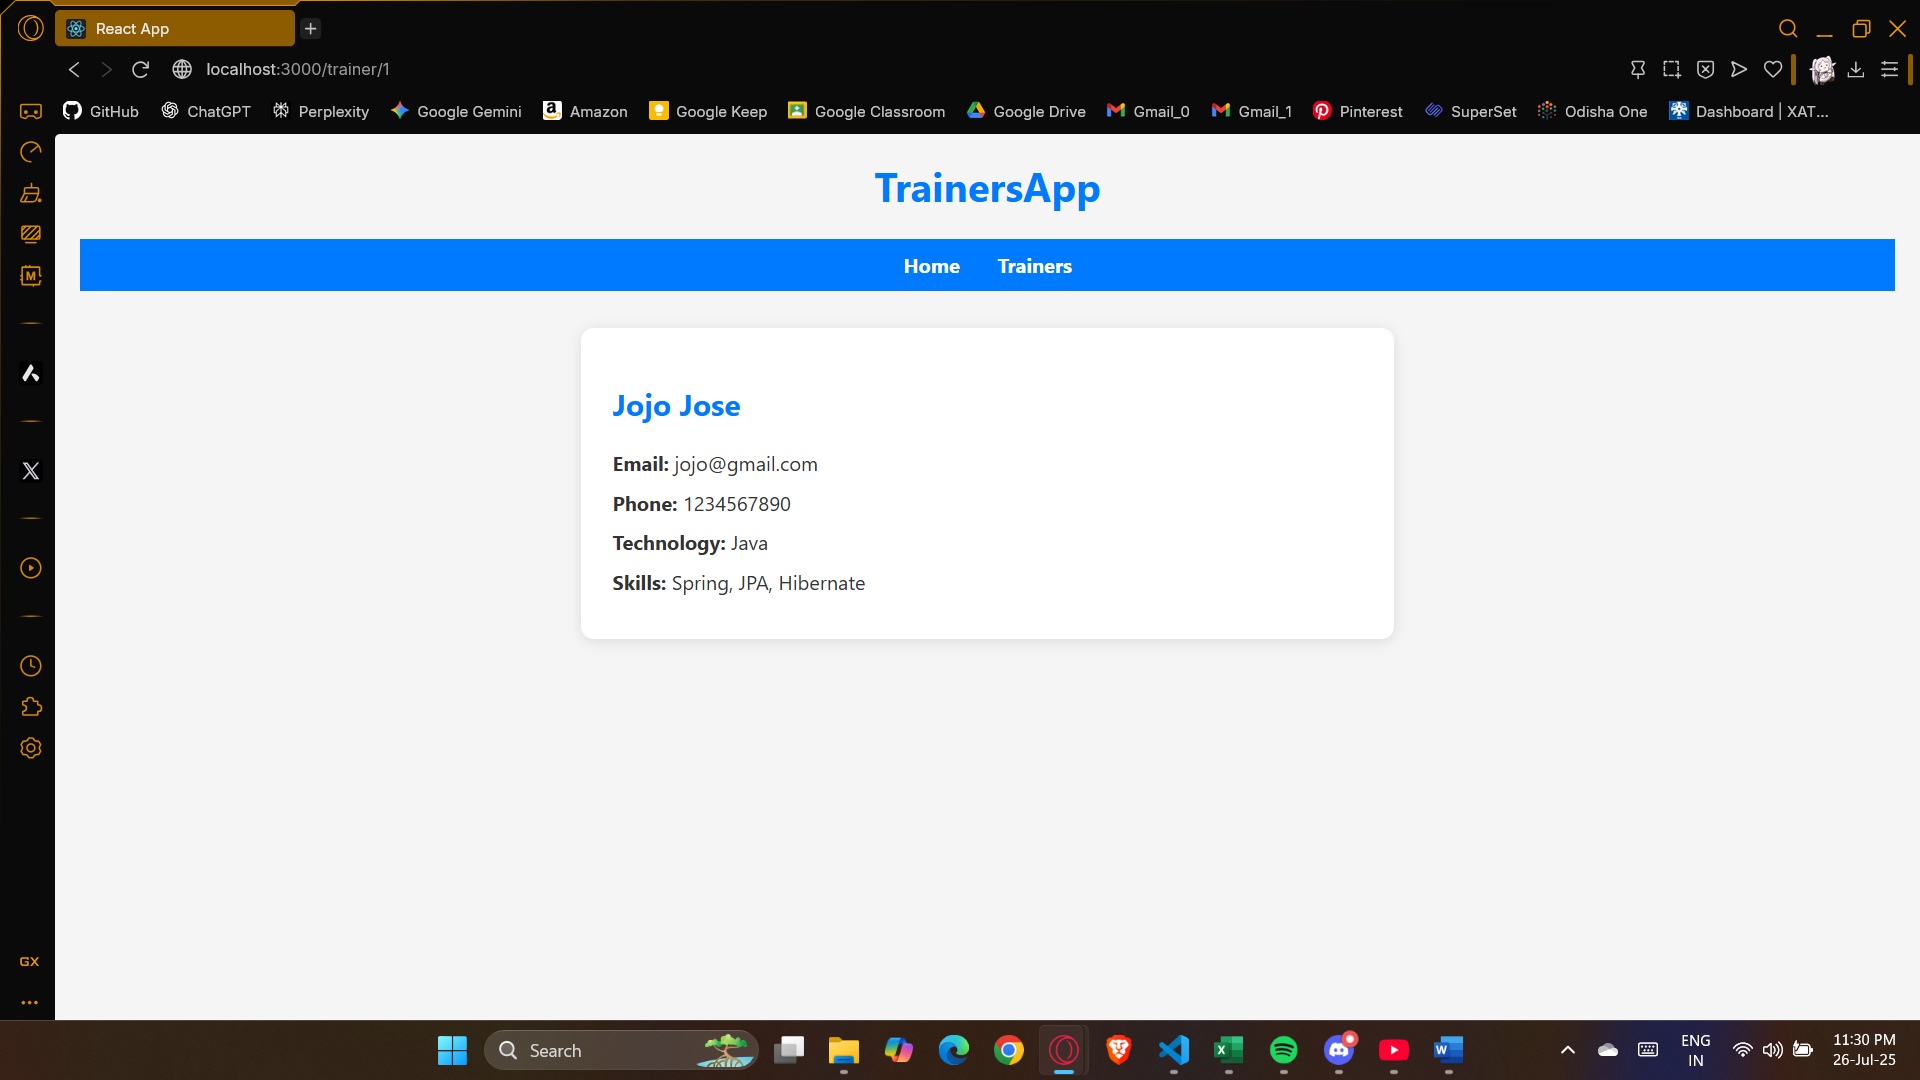 React App
localhost:3000/trainer/1
GitHub ChatGPT Perplexity Google Gemini Amazon Google Keep Google Classroom Google Drive Gmail_0 Gmail_1 Pinterest SuperSet Odisha One Dashboard | XAT...
TrainersApp
Home Trainers
Jojo Jose
Email: jojo@gmail.com
Phone: 1234567890
Technology: Java
Skills: Spring, JPA, Hibernate
GX
Search
ENG
IN
11:30 PM
26-Jul-25